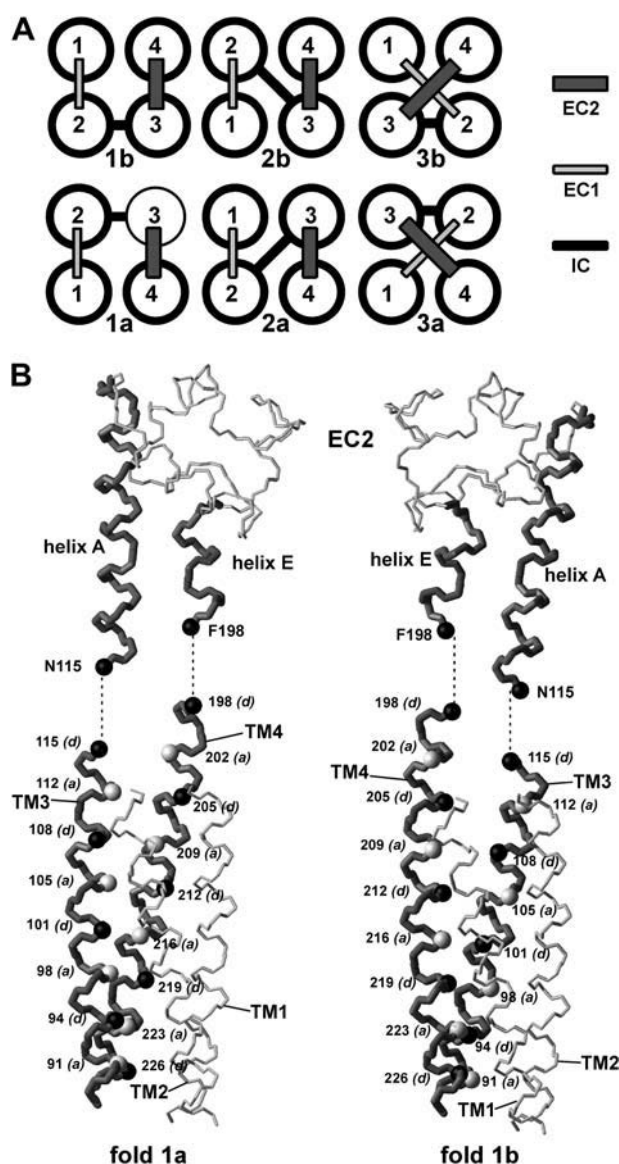 A
1 4 2 4 1 4
EC2
2 3 1 3 3 2
1b 2b 3b
EC1
2 3 1 3 3 2
IC
1 4 2 4 1 4
1a 2a 3a
B
EC2
helix A
helix E
helix E
helix A
F198
F198
N115
N115
198 (d)
198 (d)
TM4
115 (d)
202 (a)
115 (d)
202 (a)
TM4
TM3
112 (a)
205 (d)
205 (d)
112 (a)
TM3
108 (d)
209 (a)
209 (a)
108 (d)
105 (a)
212 (d)
212 (d)
105 (a)
101 (d)
216 (a)
216 (a)
101 (d)
98 (a)
219 (d)
219 (d)
98 (a)
94 (d)
TM1
223 (a)
223 (a)
94 (d)
TM2
91 (a)
226 (d)
226 (d)
91 (a)
TM2
TM1
fold 1a
fold 1b